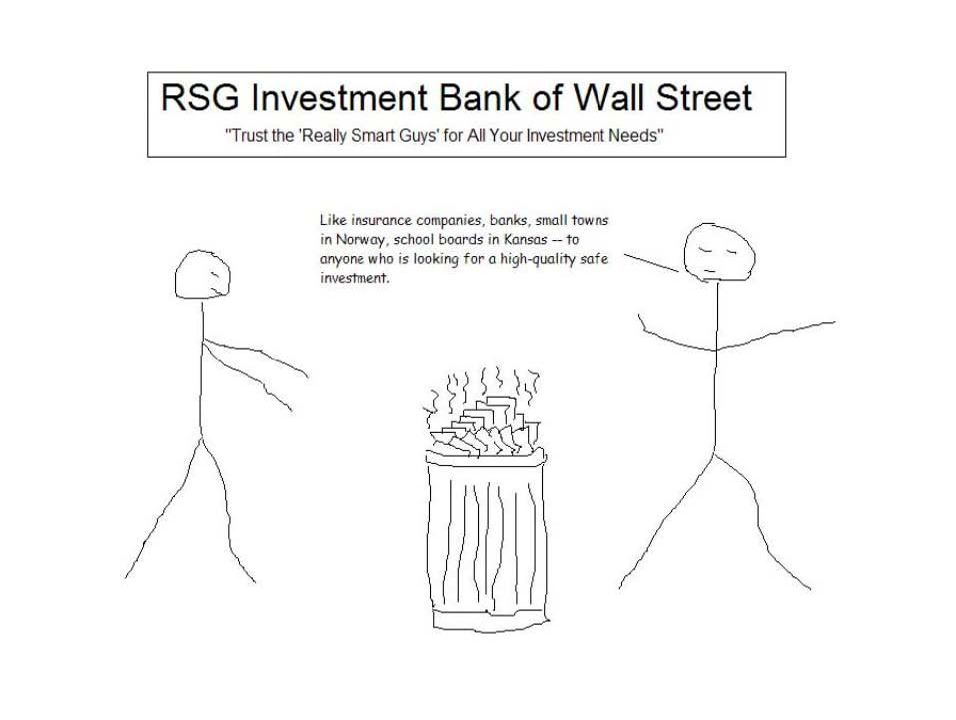 RSG Investment Bank of Wall Street
"Trust the 'Really Smart Guys' for All Your Investment Needs"
Like insurance companies, banks, small towns
in Norway, school boards in Kansas -- to
anyone who is looking for a high-quality safe
investment.